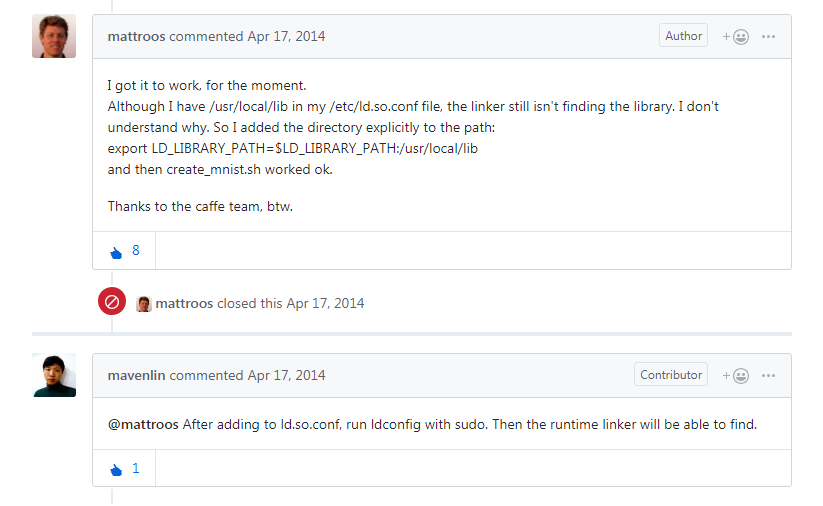 mattroos commented Apr 17, 2014 Author + ...
I got it to work, for the moment.
Although I have /usr/local/lib in my /etc/ld.so.conf file, the linker still isn't finding the library. I don't
understand why. So I added the directory explicitly to the path:
export LD_LIBRARY_PATH=$LD_LIBRARY_PATH:/usr/local/lib
and then create_mnist.sh worked ok.
Thanks to the caffe team, btw.
8
mattroos closed this Apr 17, 2014
mavenlin commented Apr 17, 2014 Contributor + ...
@mattroos After adding to ld.so.conf, run ldconfig with sudo. Then the runtime linker will be able to find.
1